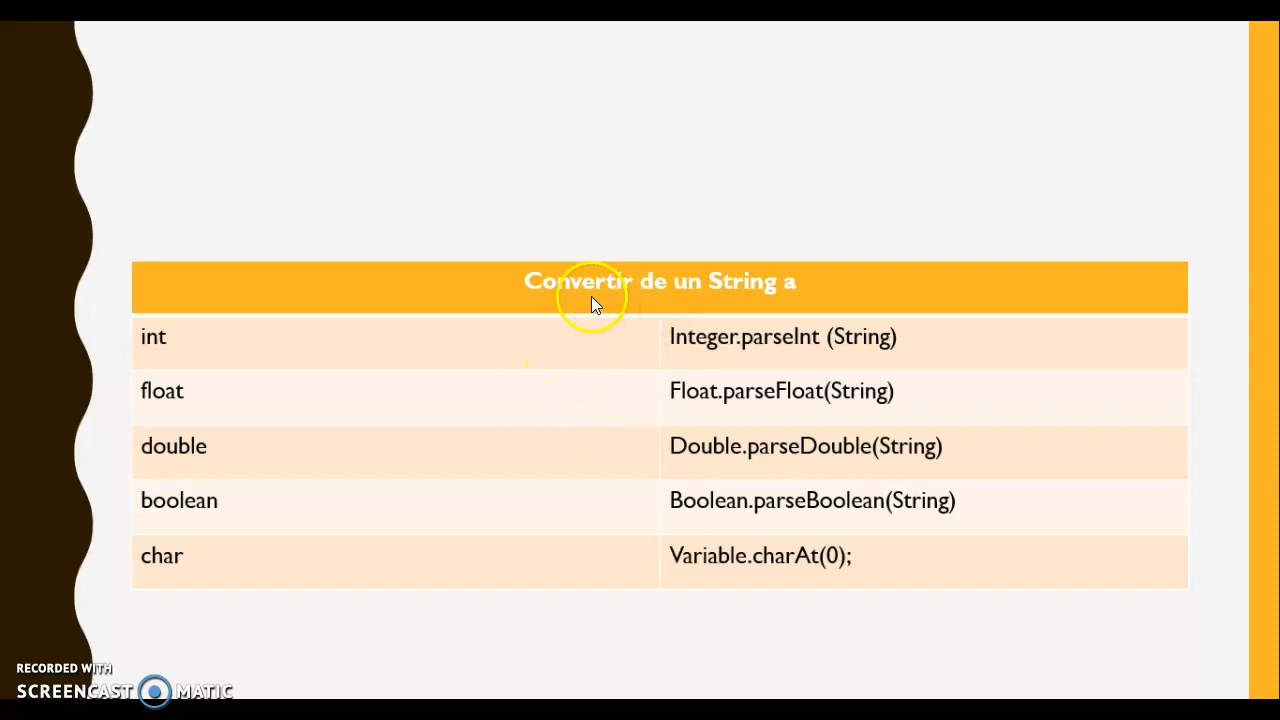 Convertir de un String a
int Integer.parseInt (String)
float Float.parseFloat(String)
double Double.parseDouble(String)
boolean Boolean.parseBoolean(String)
char Variable.charAt(0);
RECORDED WITH
SCREENCAST MATIC